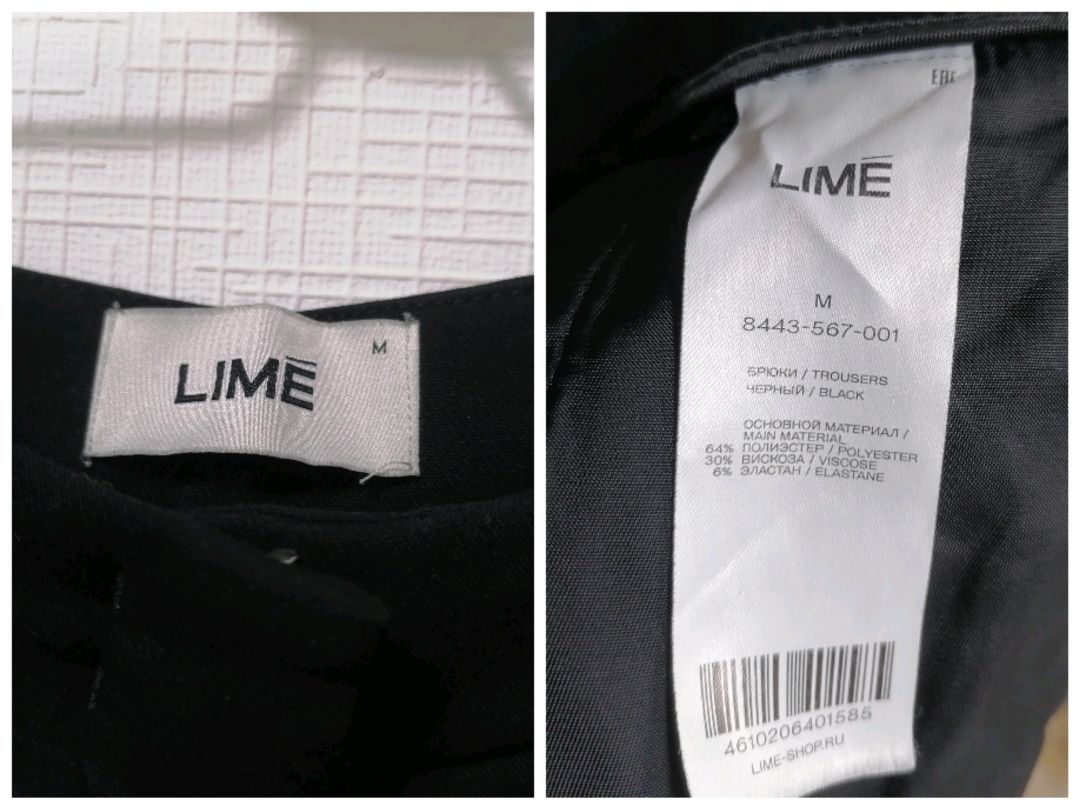 LIMĒ
M
EAC
LIMĒ
M
8443-567-001
БРЮКИ / TROUSERS
ЧЕРНЫЙ / BLACK
ОСНОВНОЙ МАТЕРИАЛ /
MAIN MATERIAL
64% ПОЛИЭСТЕР / POLYESTER
30% ВИСКОЗА / VISCOSE
6% ЭЛАСТАН / ELASTANE
4610206401585
LIME-SHOP.RU